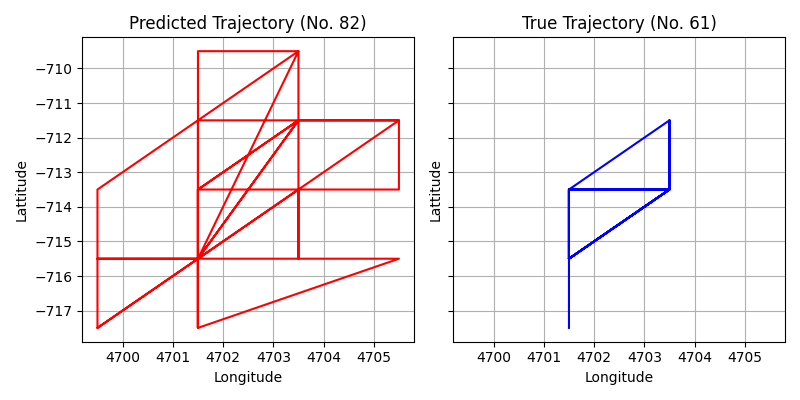 Predicted Trajectory (No. 82)
True Trajectory (No. 61)
Lattitude
−710
−711
−712
−713
−714
−715
−716
−717
4700 4701 4702 4703 4704 4705
Longitude
Lattitude
4700 4701 4702 4703 4704 4705
Longitude